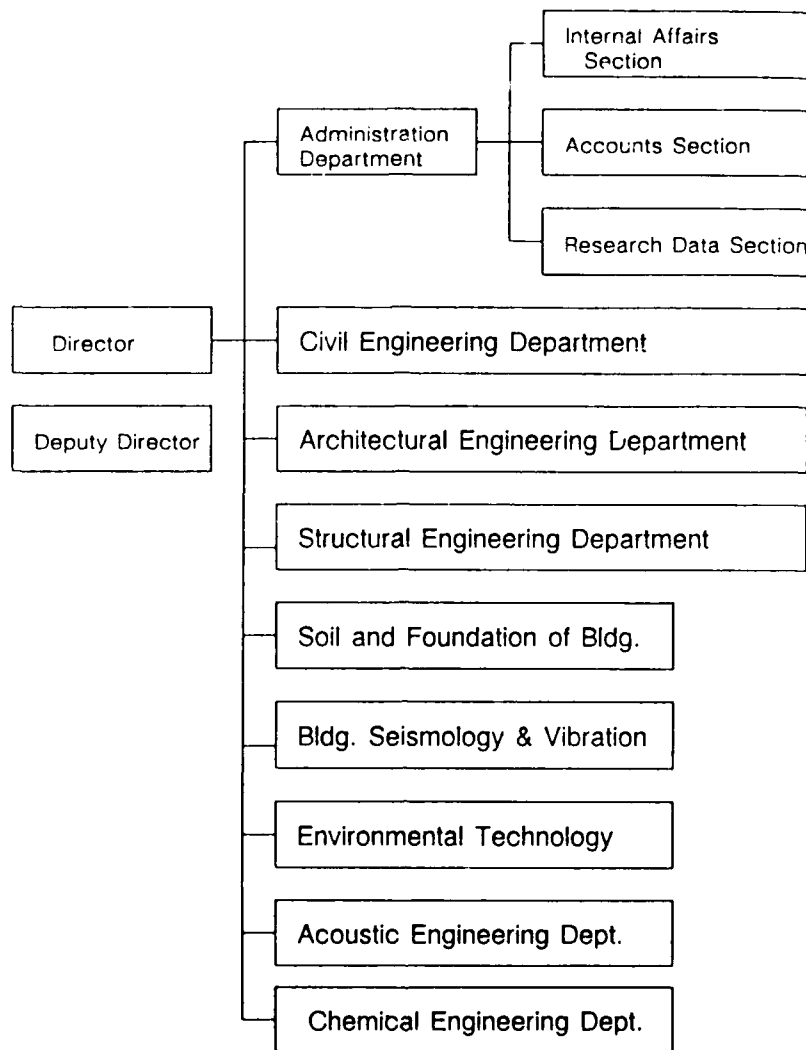 Internal Affairs
Section
Administration
Department
Accounts Section
Research Data Section
Director
Civil Engineering Department
Deputy Director
Architectural Engineering Department
Structural Engineering Department
Soil and Foundation of Bldg.
Bldg. Seismology & Vibration
Environmental Technology
Acoustic Engineering Dept.
Chemical Engineering Dept.